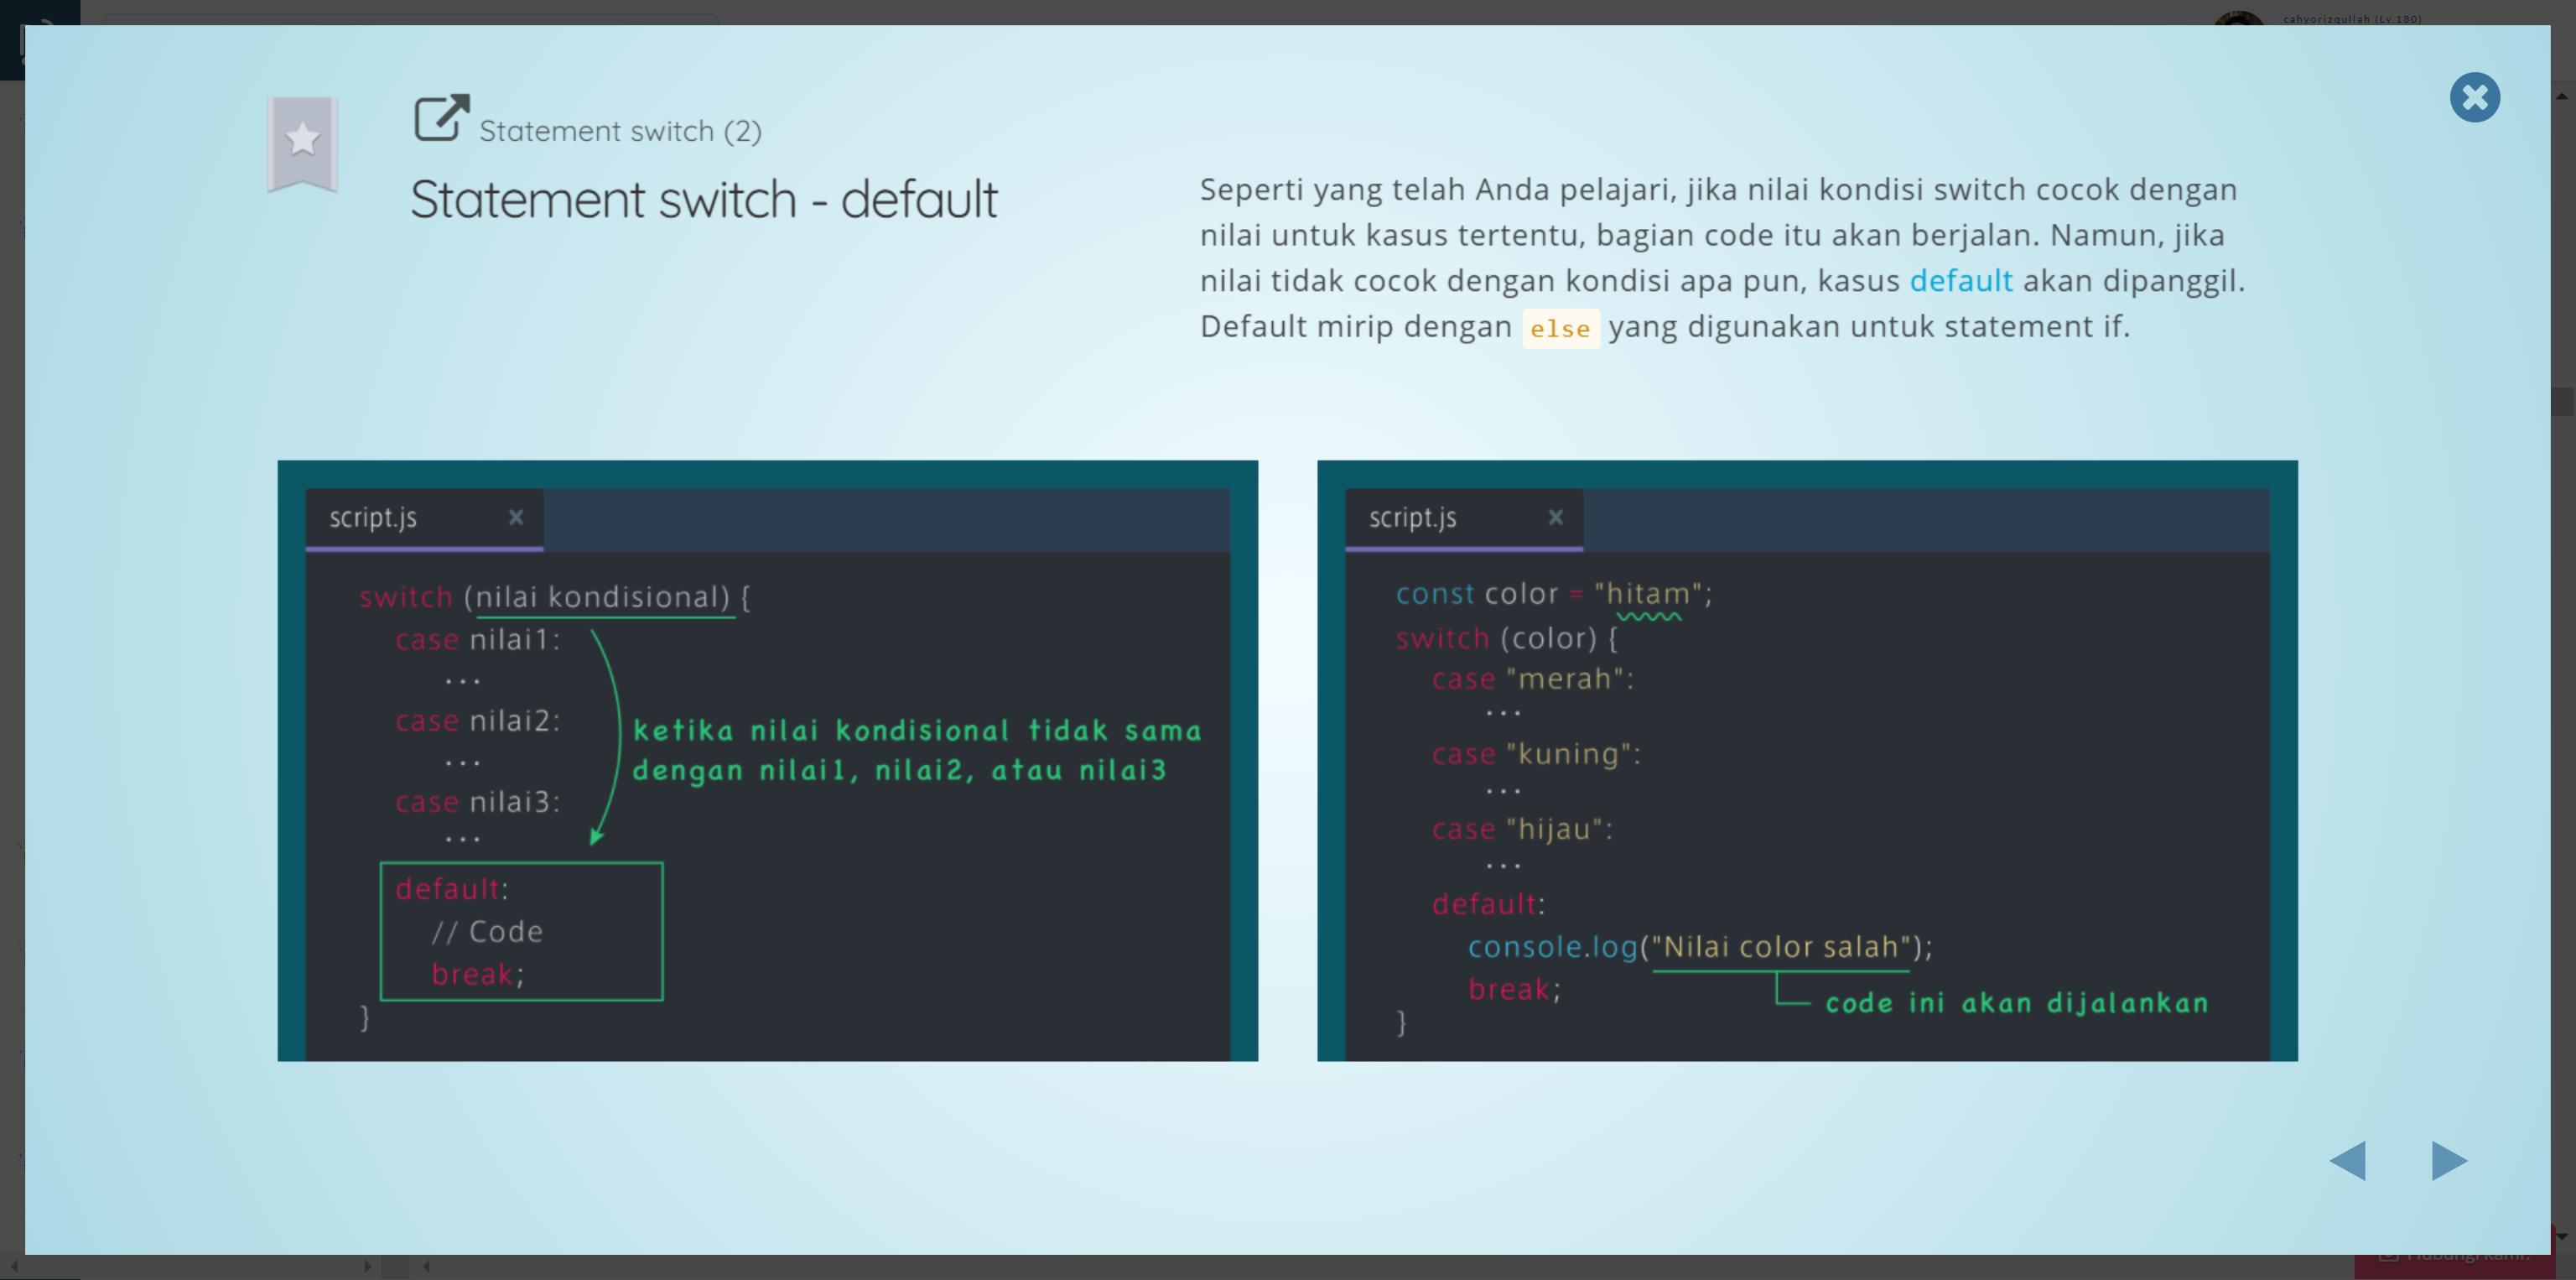 cahyorizqullah (Lv.180)
Statement switch (2)
Statement switch - default
Seperti yang telah Anda pelajari, jika nilai kondisi switch cocok dengan
nilai untuk kasus tertentu, bagian code itu akan berjalan. Namun, jika
nilai tidak cocok dengan kondisi apa pun, kasus default akan dipanggil.
Default mirip dengan else yang digunakan untuk statement if.
script.js
switch (nilai kondisional) {
case nilai1:
...
case nilai2:
...
case nilai3:
...
ketika nilai kondisional tidak sama
dengan nilai1, nilai2, atau nilai3
default:
// Code
break;
}
script.js
const color = "hitam";
switch (color) {
case "merah":
...
case "kuning":
...
case "hijau":
...
default:
console.log("Nilai color salah");
break;
code ini akan dijalankan
}